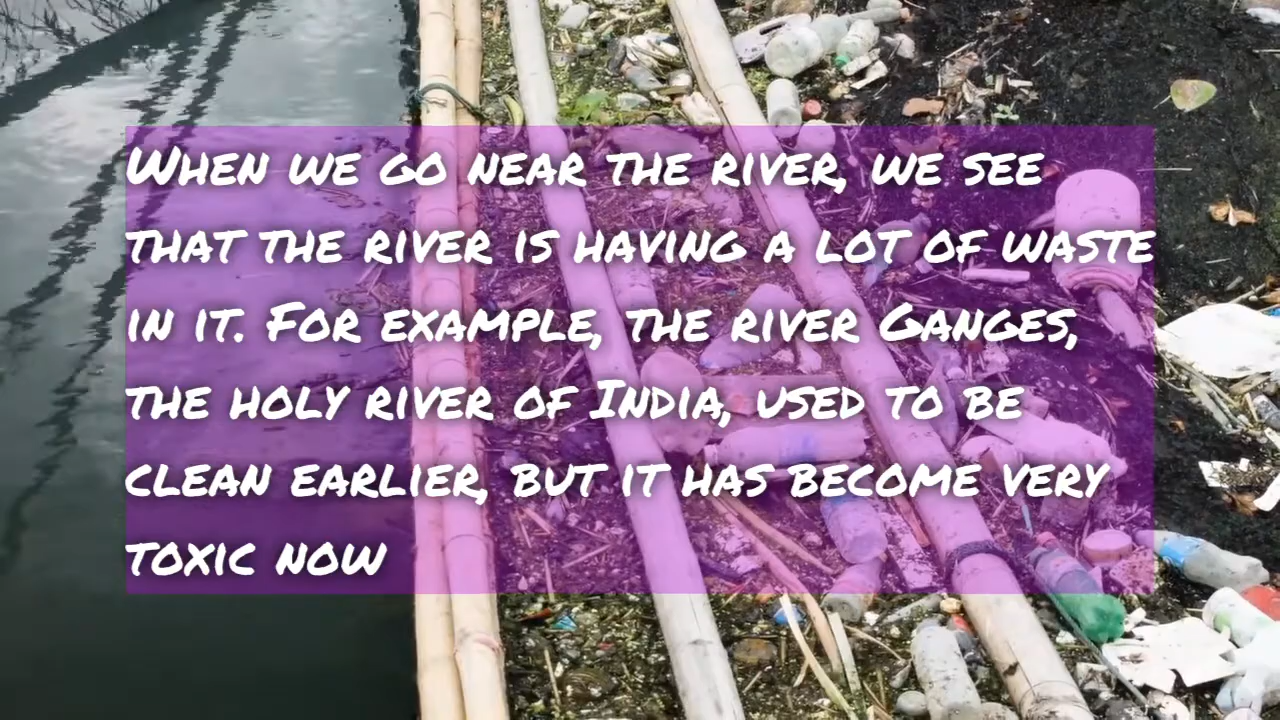 When we go near the river, we see
that the river is having a lot of waste
in it. For example, the river Ganges,
the holy river of India, used to be
clean earlier, but it has become very
toxic now